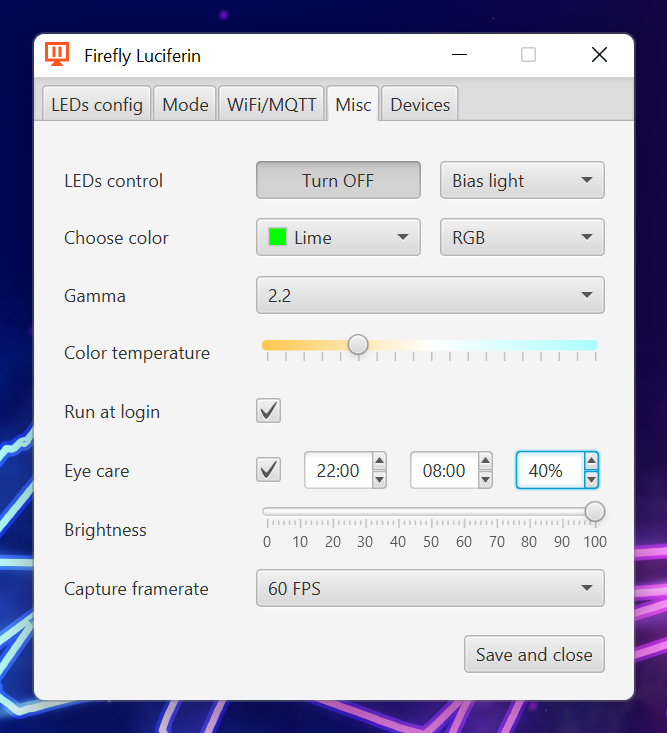 Firefly Luciferin
LEDs config Mode WiFi/MQTT Misc Devices
LEDs control Turn OFF Bias light
Choose color Lime RGB
Gamma 2.2
Color temperature
Run at login
Eye care 22:00 08:00 40%
Brightness
0 10 20 30 40 50 60 70 80 90 100
Capture framerate 60 FPS
Save and close